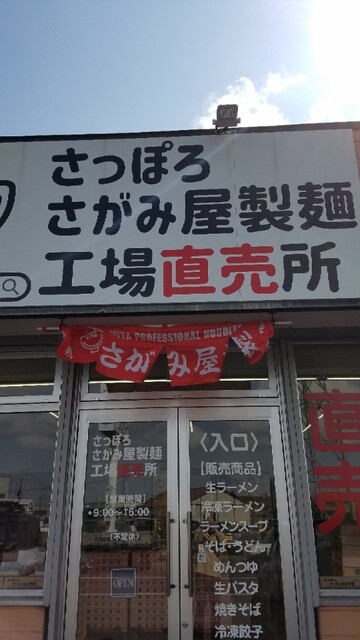 さっぽろ
さがみ屋製麺
工場直売所
MIYA PROFESSIONAL NOODLE
さがみ屋製
さっぽろ
さがみ屋製麺
工場直売所
[営業時間]
9:00~16:00
(不定休)
OPEN
〈入口〉
[販売商品]
生ラーメン
冷凍ラーメン
ラーメンスープ
そば・うどん
めんつゆ
生パスタ
焼きそば
冷凍餃子
直売